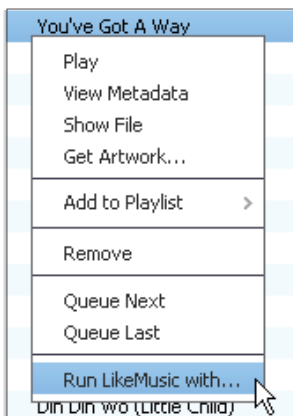 You've Got A Way
Play
View Metadata
Show File
Get Artwork...
Add to Playlist >
Remove
Queue Next
Queue Last
Run LikeMusic with...
Din Din Wo (Little Child)